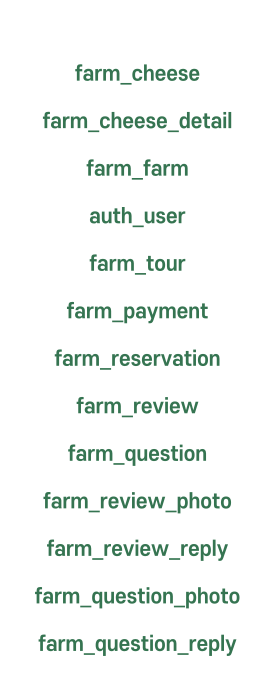 farm_cheese
farm_cheese_detail
farm_farm
auth_user
farm_tour
farm_payment
farm_reservation
farm_review
farm_question
farm_review_photo
farm_review_reply
farm_question_photo
farm_question_reply